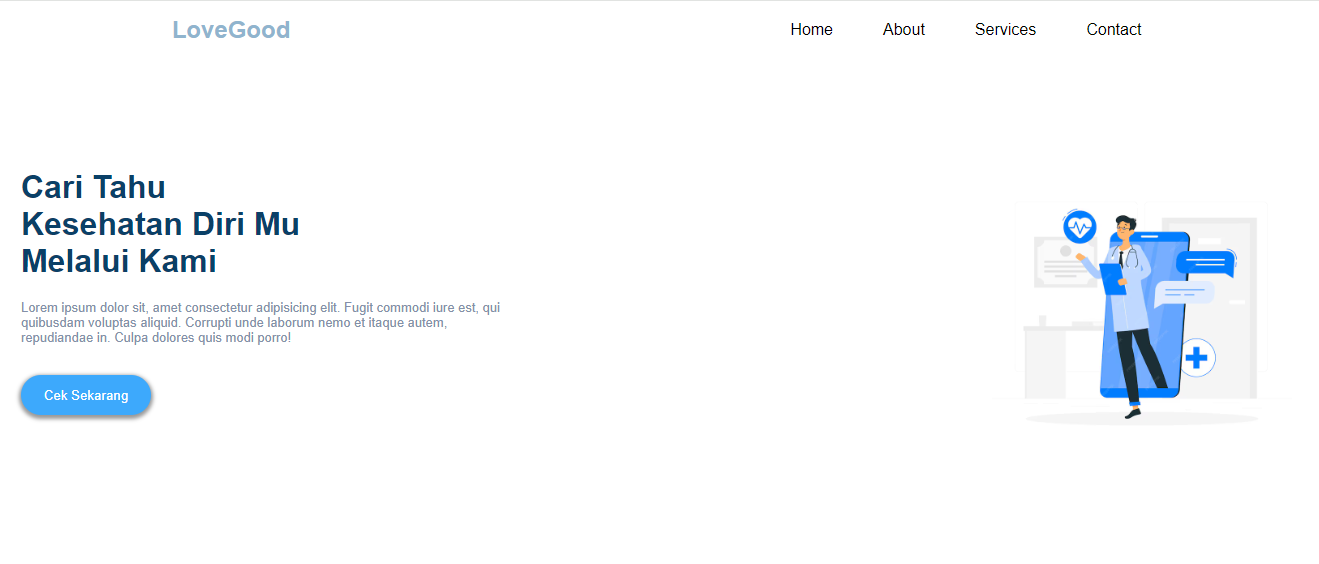 LoveGood
Home
About
Services
Contact
Cari Tahu
Kesehatan Diri Mu
Melalui Kami
Lorem ipsum dolor sit, amet consectetur adipisicing elit. Fugit commodi iure est, qui
quibusdam voluptas aliquid. Corrupti unde laborum nemo et itaque autem,
repudiandae in. Culpa dolores quis modi porro!
Cek Sekarang